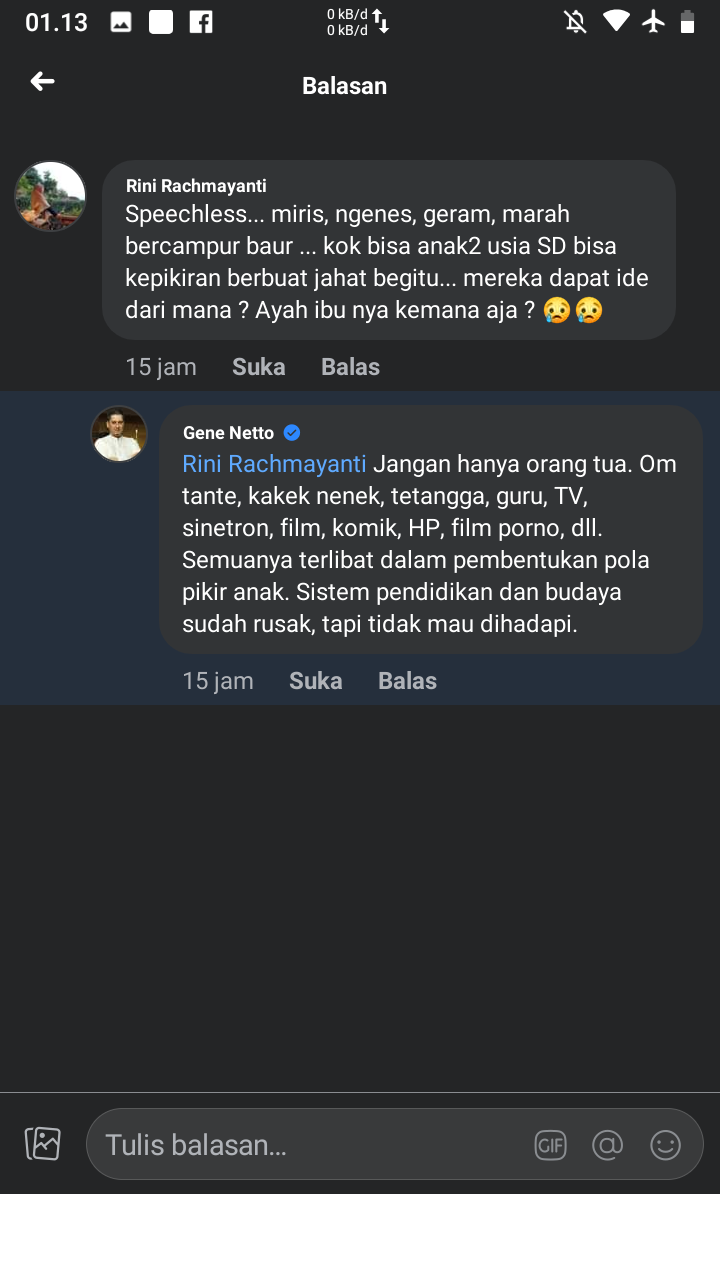 01.13
0 kB/d
0 kB/d
Balasan
Rini Rachmayanti
Speechless... miris, ngenes, geram, marah
bercampur baur ... kok bisa anak2 usia SD bisa
kepikiran berbuat jahat begitu... mereka dapat ide
dari mana ? Ayah ibu nya kemana aja ? 😥😥
15 jam Suka Balas
Gene Netto
Rini Rachmayanti Jangan hanya orang tua. Om
tante, kakek nenek, tetangga, guru, TV,
sinetron, film, komik, HP, film porno, dll.
Semuanya terlibat dalam pembentukan pola
pikir anak. Sistem pendidikan dan budaya
sudah rusak, tapi tidak mau dihadapi.
15 jam Suka Balas
Tulis balasan... GIF @